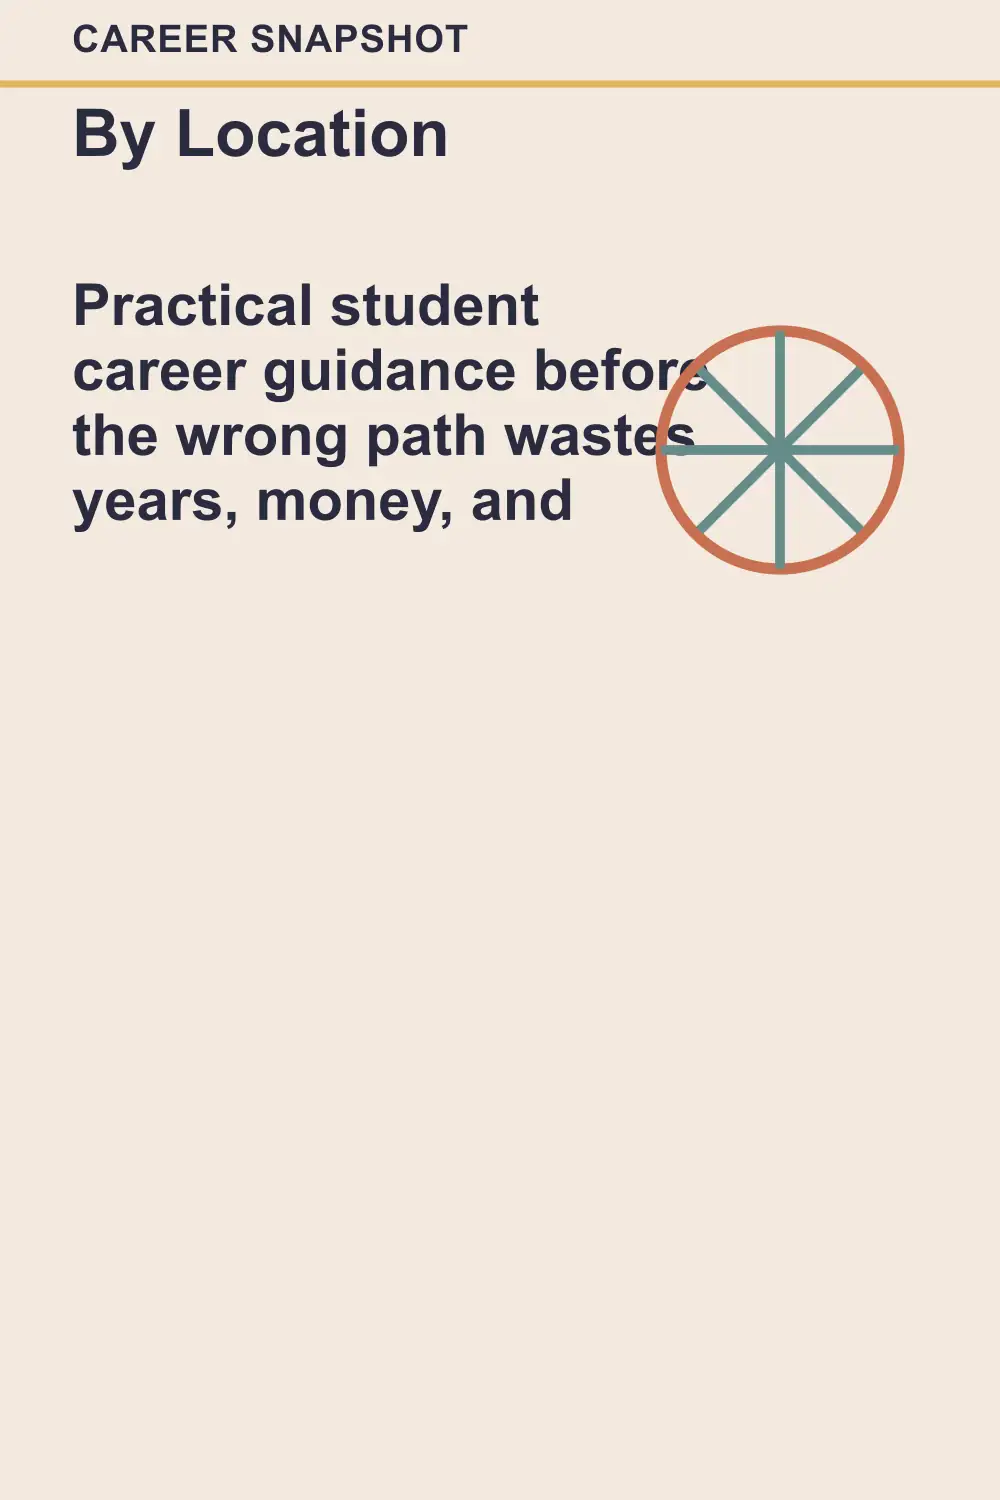 CAREER SNAPSHOT
By Location
Practical student
career guidance before
the wrong path wastes
years, money, and